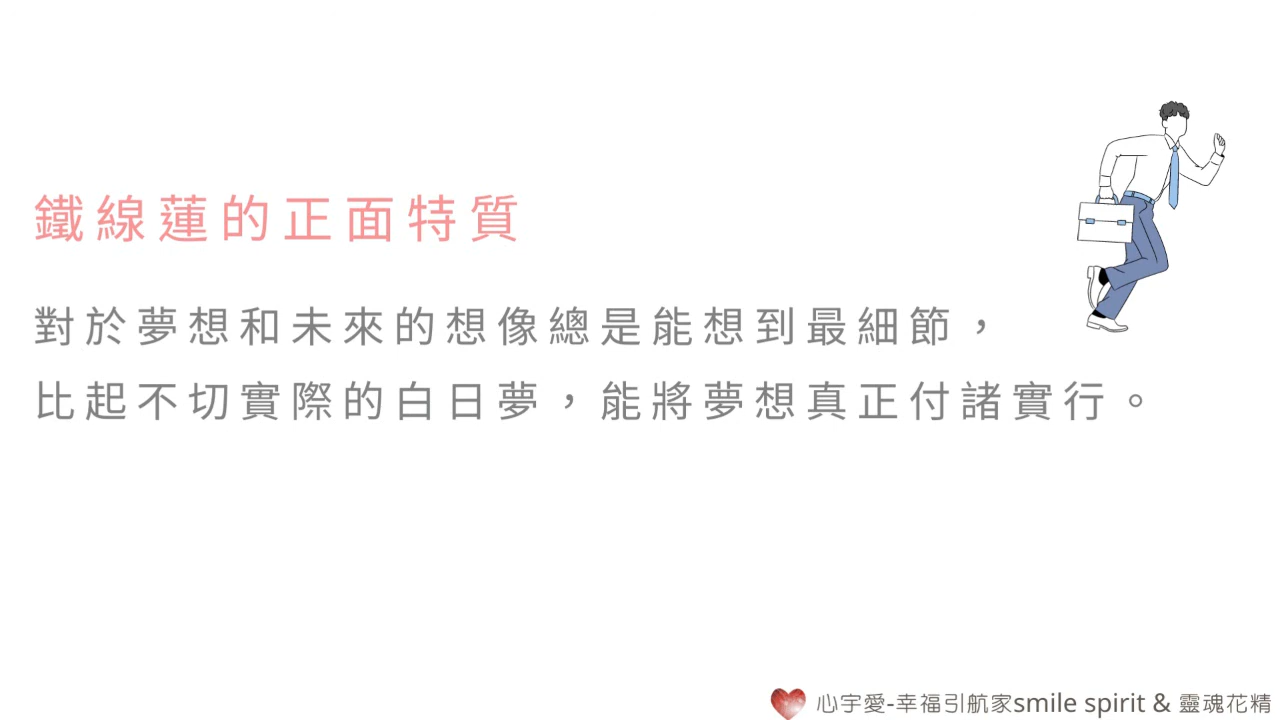 鐵線蓮的正面特質
對於夢想和未來的想像總是能想到最細節，
比起不切實際的白日夢，能將夢想真正付諸實行。
心宇愛-幸福引航家smile spirit & 靈魂花精